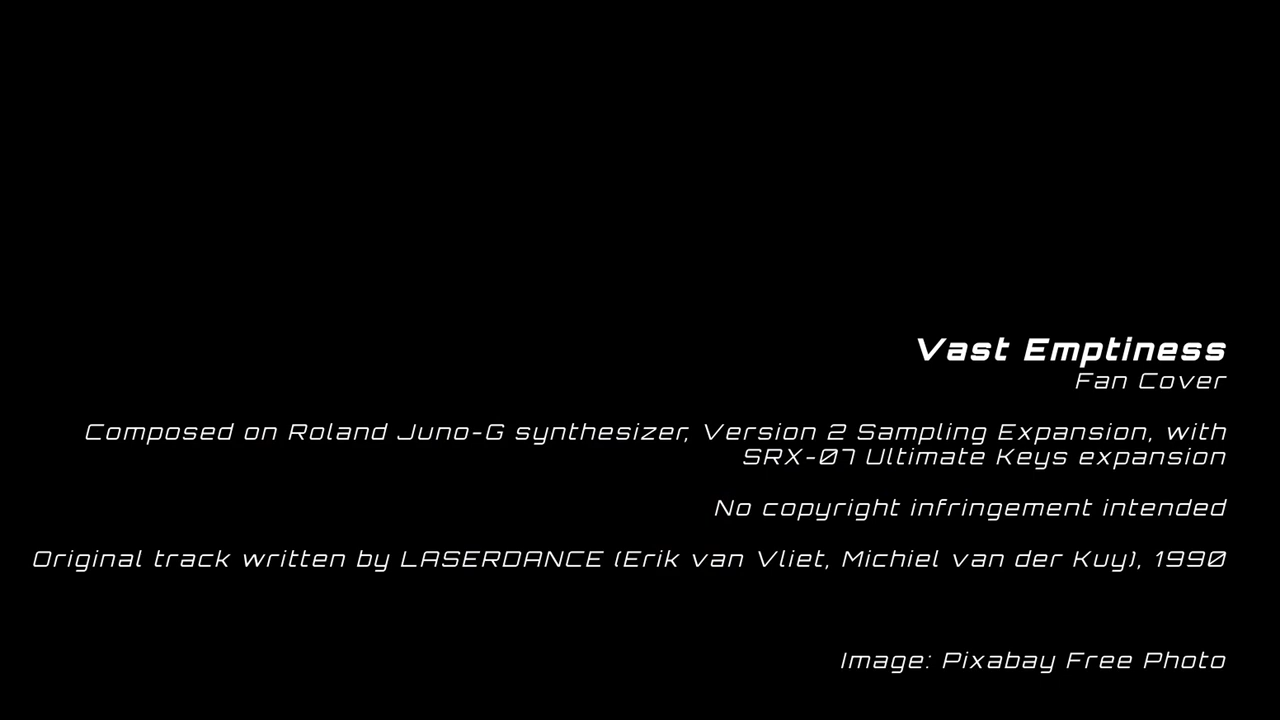 Vast Emptiness
Fan Cover
Composed on Roland Juno-G synthesizer, Version 2 Sampling Expansion, with
SRX-07 Ultimate Keys expansion
No copyright infringement intended
Original track written by LASERDANCE (Erik van Vliet, Michiel van der Kuy), 1990
Image: Pixabay Free Photo